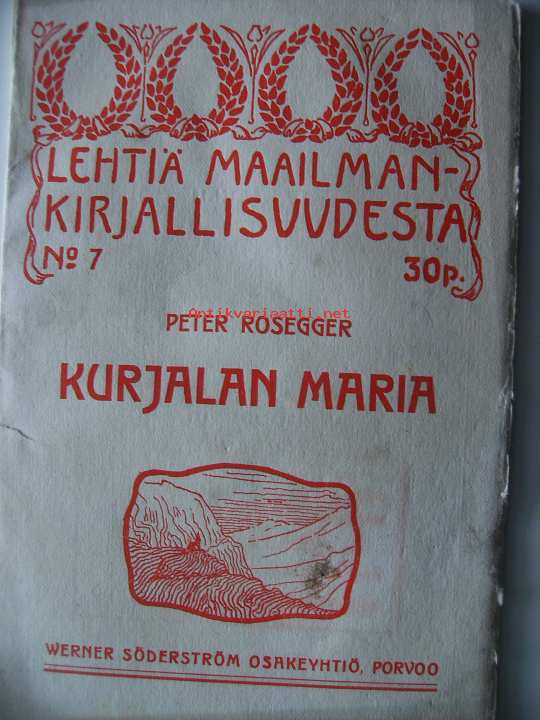 LEHTIÄ MAAILMAN-
KIRJALLISUUDESTA
Nº 7 30p.
Antikvariaatti.net
PETER ROSEGGER
KURJALAN MARIA
WERNER SÖDERSTRÖM OSAKEYHTIÖ, PORVOO